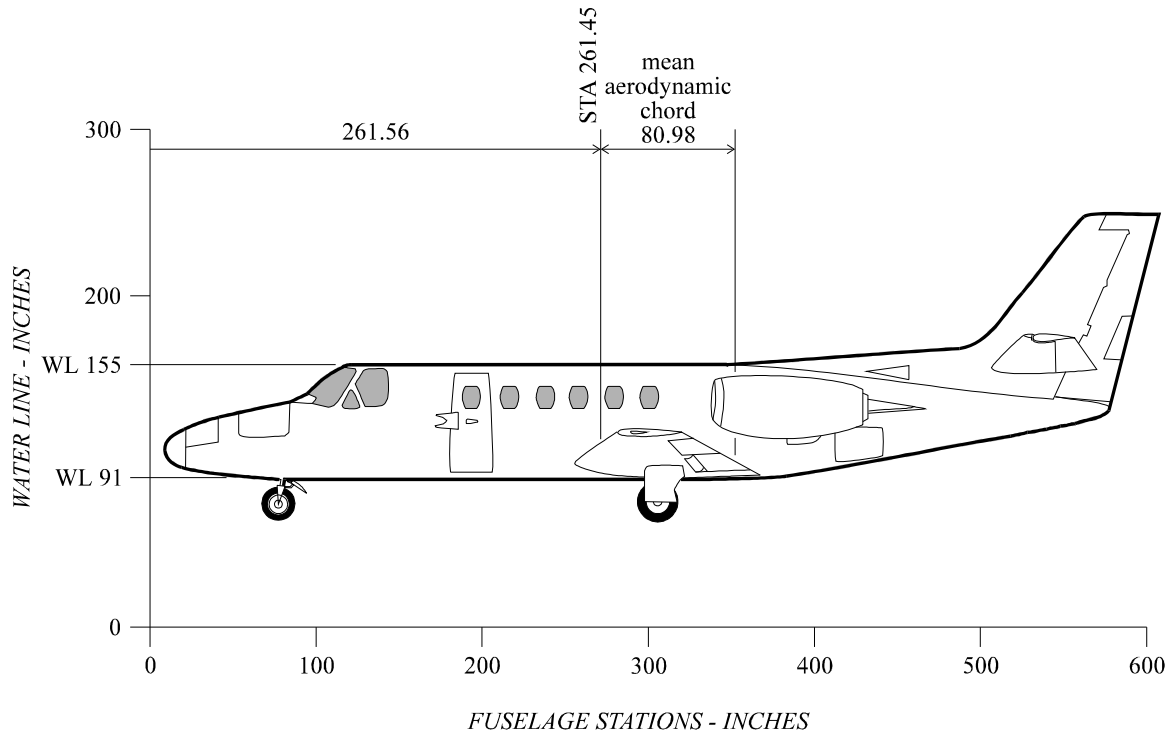 STA 261.45
mean
aerodynamic
chord
80.98
261.56
300
200
WL 155
WL 91
0
WATER LINE - INCHES
0 100 200 300 400 500 600
FUSELAGE STATIONS - INCHES